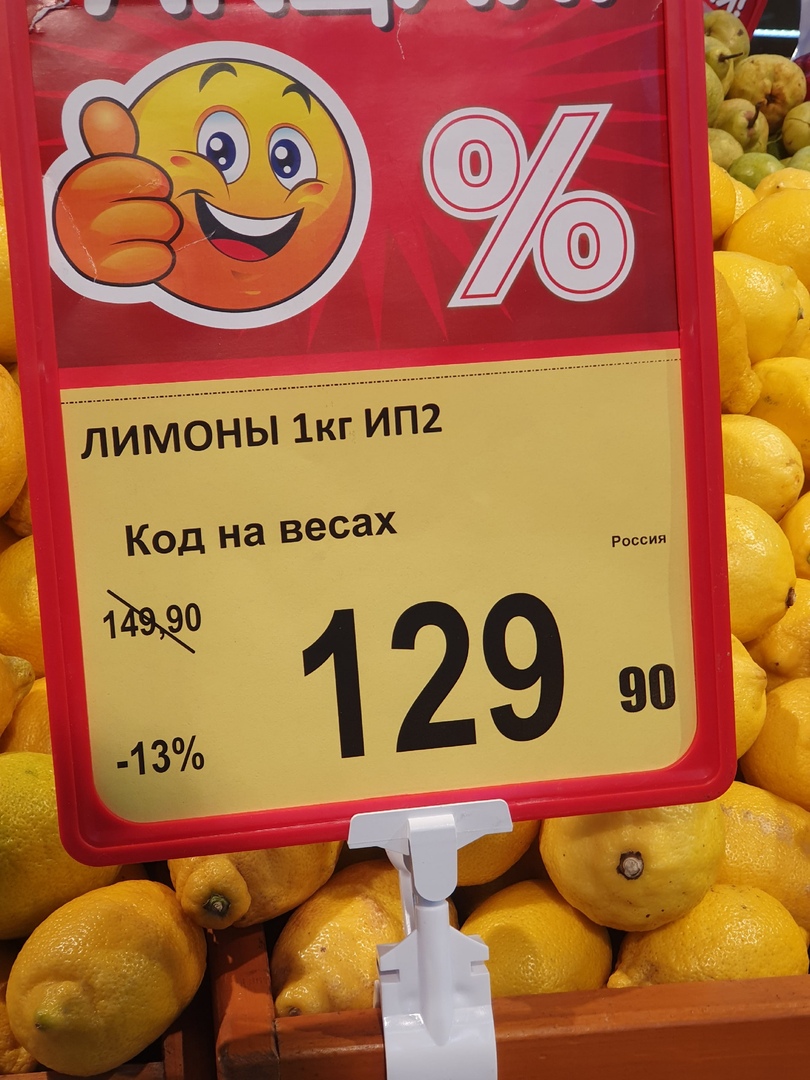 %
ЛИМОНЫ 1кг ИП2
Код на весах
Россия
149,90
129 90
-13%